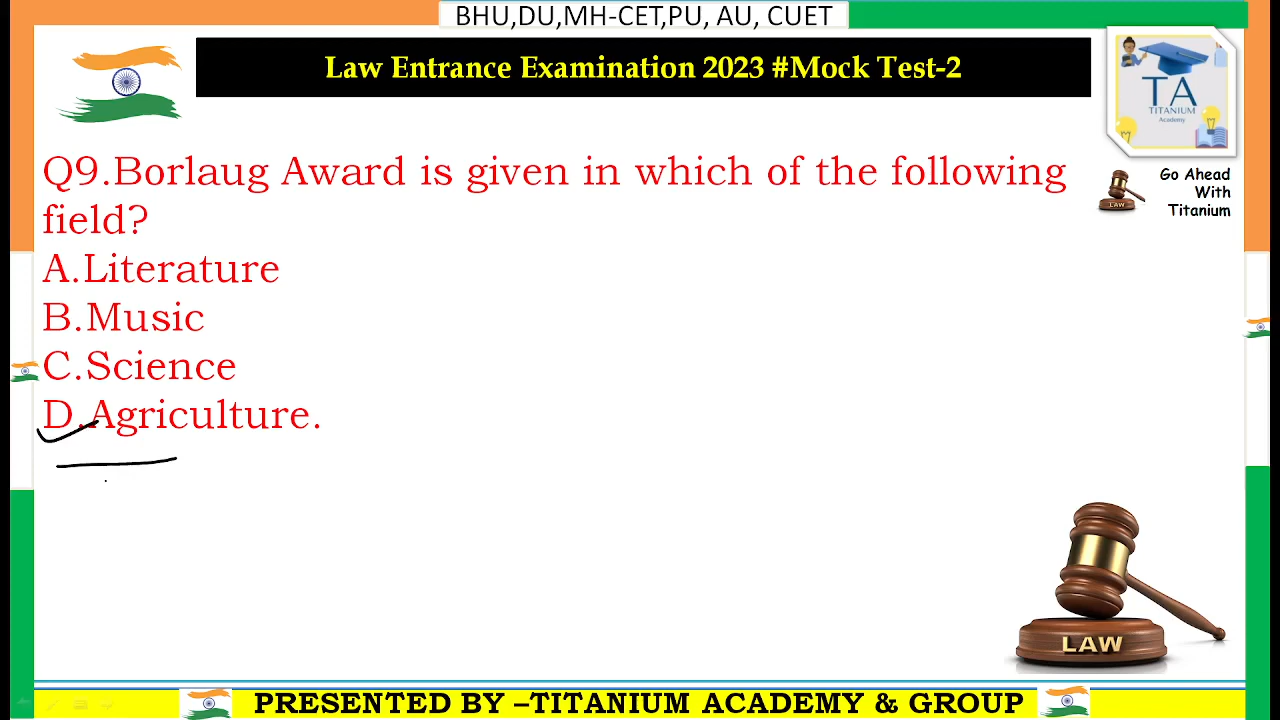 BHU,DU,MH-CET,PU, AU, CUET
Law Entrance Examination 2023 #Mock Test-2
TA
TITANIUM
Academy
Go Ahead
With
Titanium
LAW
Q9.Borlaug Award is given in which of the following
field?
A.Literature
B.Music
C.Science
D.Agriculture.
LAW
PRESENTED BY –TITANIUM ACADEMY & GROUP